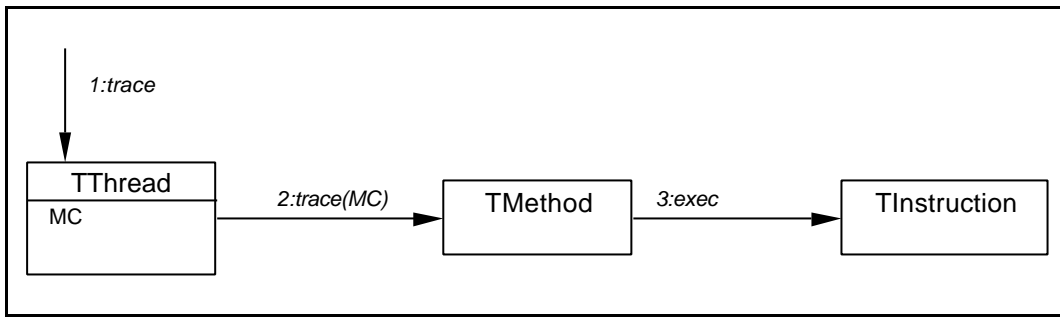 1:trace
TThread
MC
2:trace(MC)
TMethod
3:exec
TInstruction